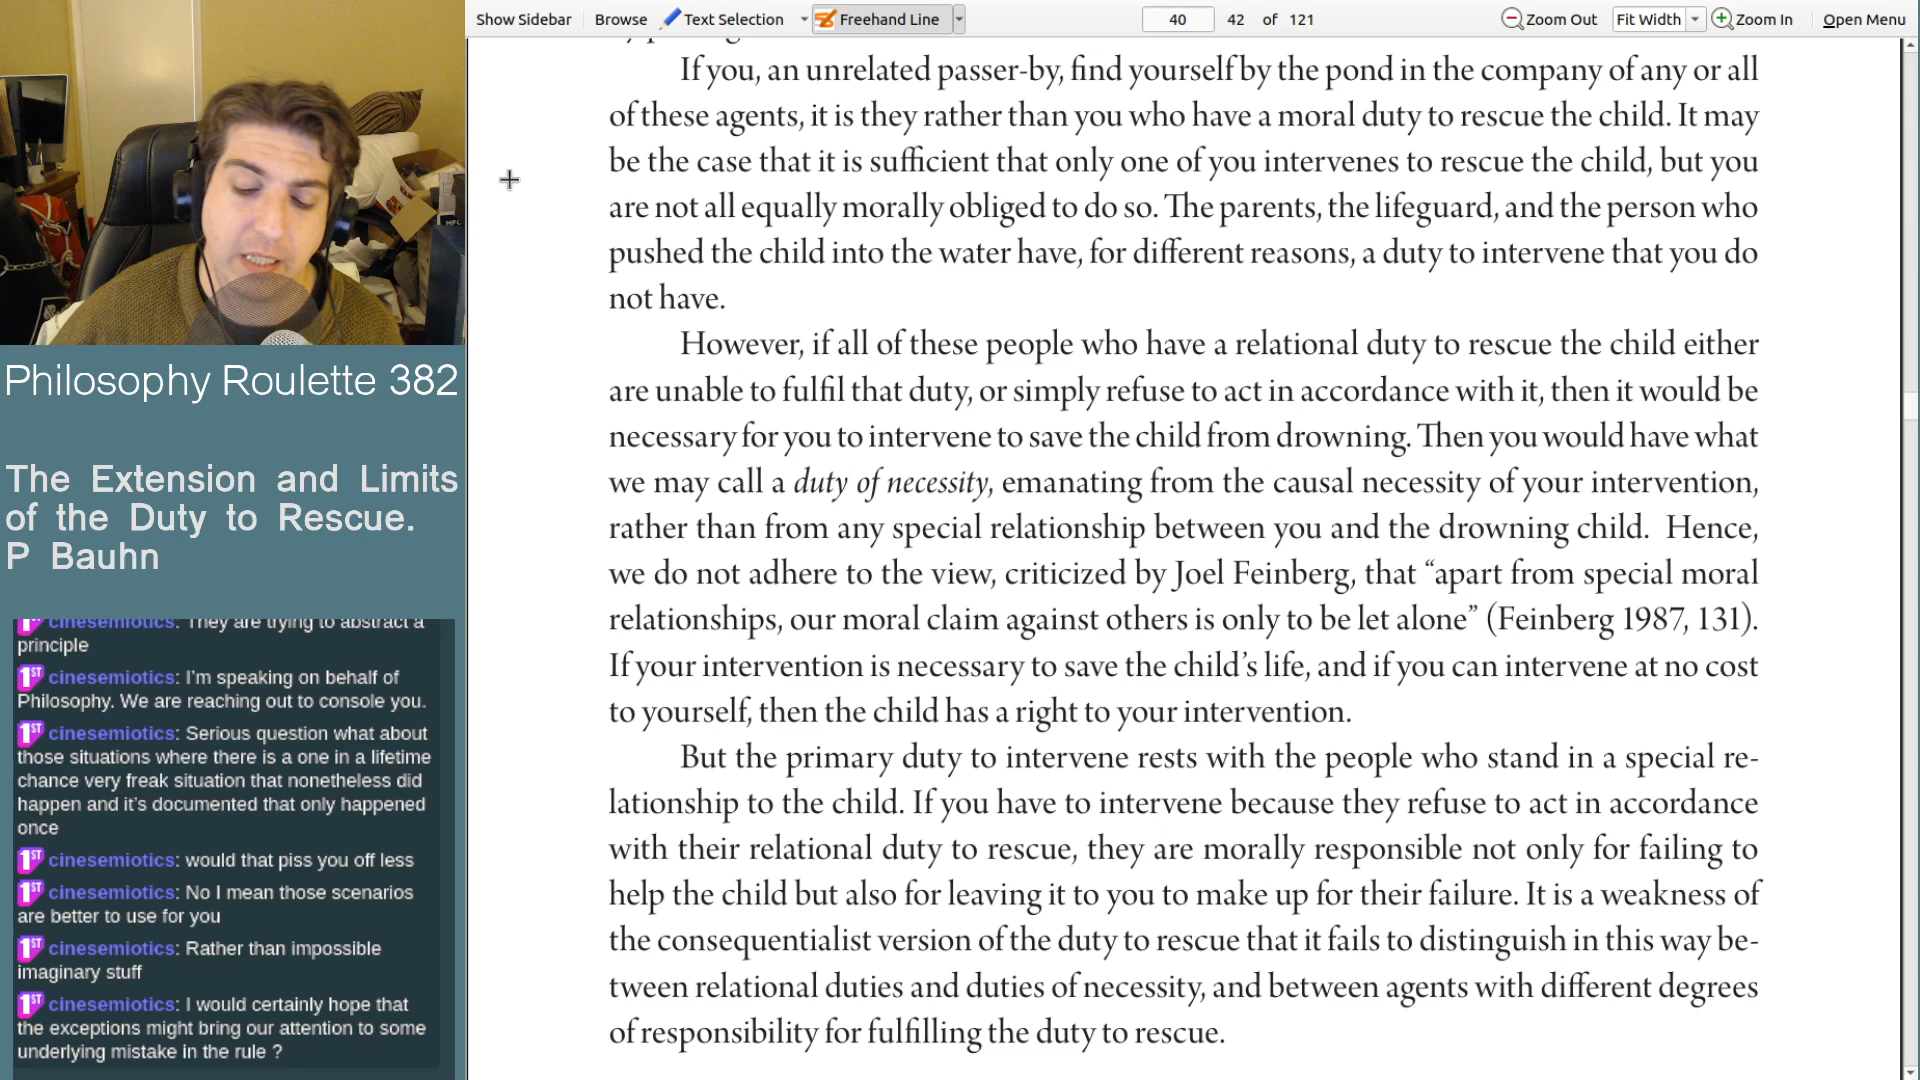 Show Sidebar Browse Text Selection Freehand Line 40 42 of 121 Zoom Out Fit Width Zoom In Open Menu
If you, an unrelated passer-by, find yourself by the pond in the company of any or all
of these agents, it is they rather than you who have a moral duty to rescue the child. It may
be the case that it is sufficient that only one of you intervenes to rescue the child, but you
are not all equally morally obliged to do so. The parents, the lifeguard, and the person who
pushed the child into the water have, for different reasons, a duty to intervene that you do
not have.
However, if all of these people who have a relational duty to rescue the child either
are unable to fulfil that duty, or simply refuse to act in accordance with it, then it would be
necessary for you to intervene to save the child from drowning. Then you would have what
we may call a duty of necessity, emanating from the causal necessity of your intervention,
rather than from any special relationship between you and the drowning child. Hence,
we do not adhere to the view, criticized by Joel Feinberg, that “apart from special moral
relationships, our moral claim against others is only to be let alone” (Feinberg 1987, 131).
If your intervention is necessary to save the child’s life, and if you can intervene at no cost
to yourself, then the child has a right to your intervention.
But the primary duty to intervene rests with the people who stand in a special re-
lationship to the child. If you have to intervene because they refuse to act in accordance
with their relational duty to rescue, they are morally responsible not only for failing to
help the child but also for leaving it to you to make up for their failure. It is a weakness of
the consequentialist version of the duty to rescue that it fails to distinguish in this way be-
tween relational duties and duties of necessity, and between agents with different degrees
of responsibility for fulfilling the duty to rescue.
Philosophy Roulette 382
The Extension and Limits
of the Duty to Rescue.
P Bauhn
1ST cinesemiotics: They are trying to abstract a
principle
1ST cinesemiotics: I'm speaking on behalf of
Philosophy. We are reaching out to console you.
1ST cinesemiotics: Serious question what about
those situations where there is a one in a lifetime
chance very freak situation that nonetheless did
happen and it's documented that only happened
once
1ST cinesemiotics: would that piss you off less
1ST cinesemiotics: No I mean those scenarios
are better to use for you
1ST cinesemiotics: Rather than impossible
imaginary stuff
1ST cinesemiotics: I would certainly hope that
the exceptions might bring our attention to some
underlying mistake in the rule ?